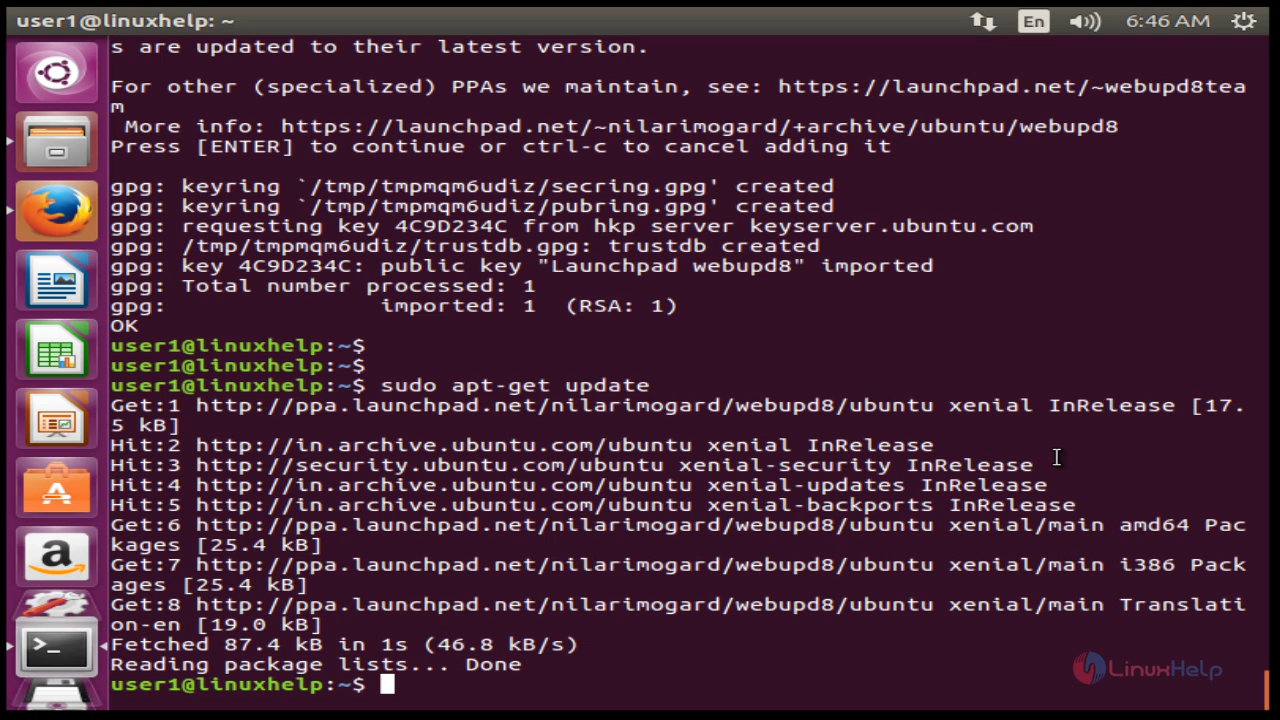 user1@linuxhelp: ~
En
6:46 AM
s are updated to their latest version.
For other (specialized) PPAs we maintain, see: https://launchpad.net/~webupd8tea
m
 More info: https://launchpad.net/~nilarimogard/+archive/ubuntu/webupd8
Press [ENTER] to continue or ctrl-c to cancel adding it
gpg: keyring `/tmp/tmpmqm6udiz/secring.gpg' created
gpg: keyring `/tmp/tmpmqm6udiz/pubring.gpg' created
gpg: requesting key 4C9D234C from hkp server keyserver.ubuntu.com
gpg: /tmp/tmpmqm6udiz/trustdb.gpg: trustdb created
gpg: key 4C9D234C: public key "Launchpad webupd8" imported
gpg: Total number processed: 1
gpg:               imported: 1  (RSA: 1)
OK
user1@linuxhelp:~$
user1@linuxhelp:~$
user1@linuxhelp:~$ sudo apt-get update
Get:1 http://ppa.launchpad.net/nilarimogard/webupd8/ubuntu xenial InRelease [17.
5 kB]
Hit:2 http://in.archive.ubuntu.com/ubuntu xenial InRelease
Hit:3 http://security.ubuntu.com/ubuntu xenial-security InRelease
Hit:4 http://in.archive.ubuntu.com/ubuntu xenial-updates InRelease
Hit:5 http://in.archive.ubuntu.com/ubuntu xenial-backports InRelease
Get:6 http://ppa.launchpad.net/nilarimogard/webupd8/ubuntu xenial/main amd64 Pac
kages [25.4 kB]
Get:7 http://ppa.launchpad.net/nilarimogard/webupd8/ubuntu xenial/main i386 Pack
ages [25.4 kB]
Get:8 http://ppa.launchpad.net/nilarimogard/webupd8/ubuntu xenial/main Translati
on-en [19.0 kB]
Fetched 87.4 kB in 1s (46.8 kB/s)
Reading package lists... Done
user1@linuxhelp:~$
LinuxHelp